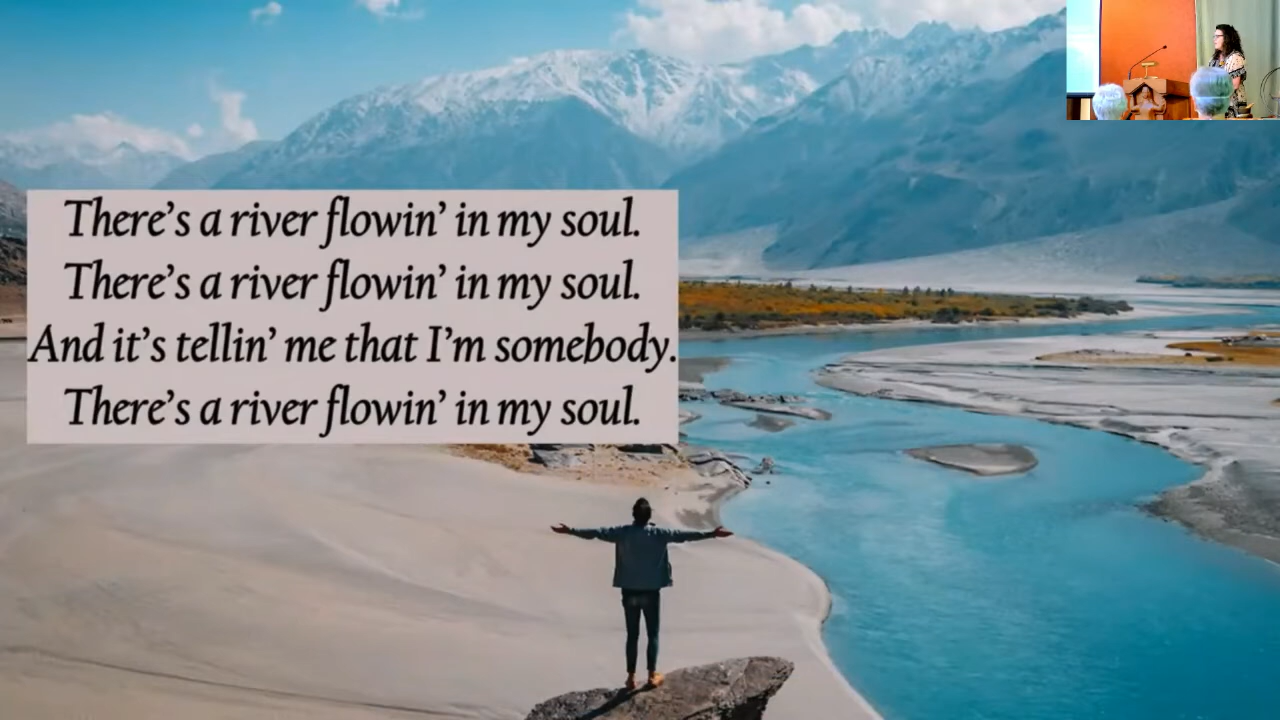 There’s a river flowin’ in my soul.
There’s a river flowin’ in my soul.
And it’s tellin’ me that I’m somebody.
There’s a river flowin’ in my soul.